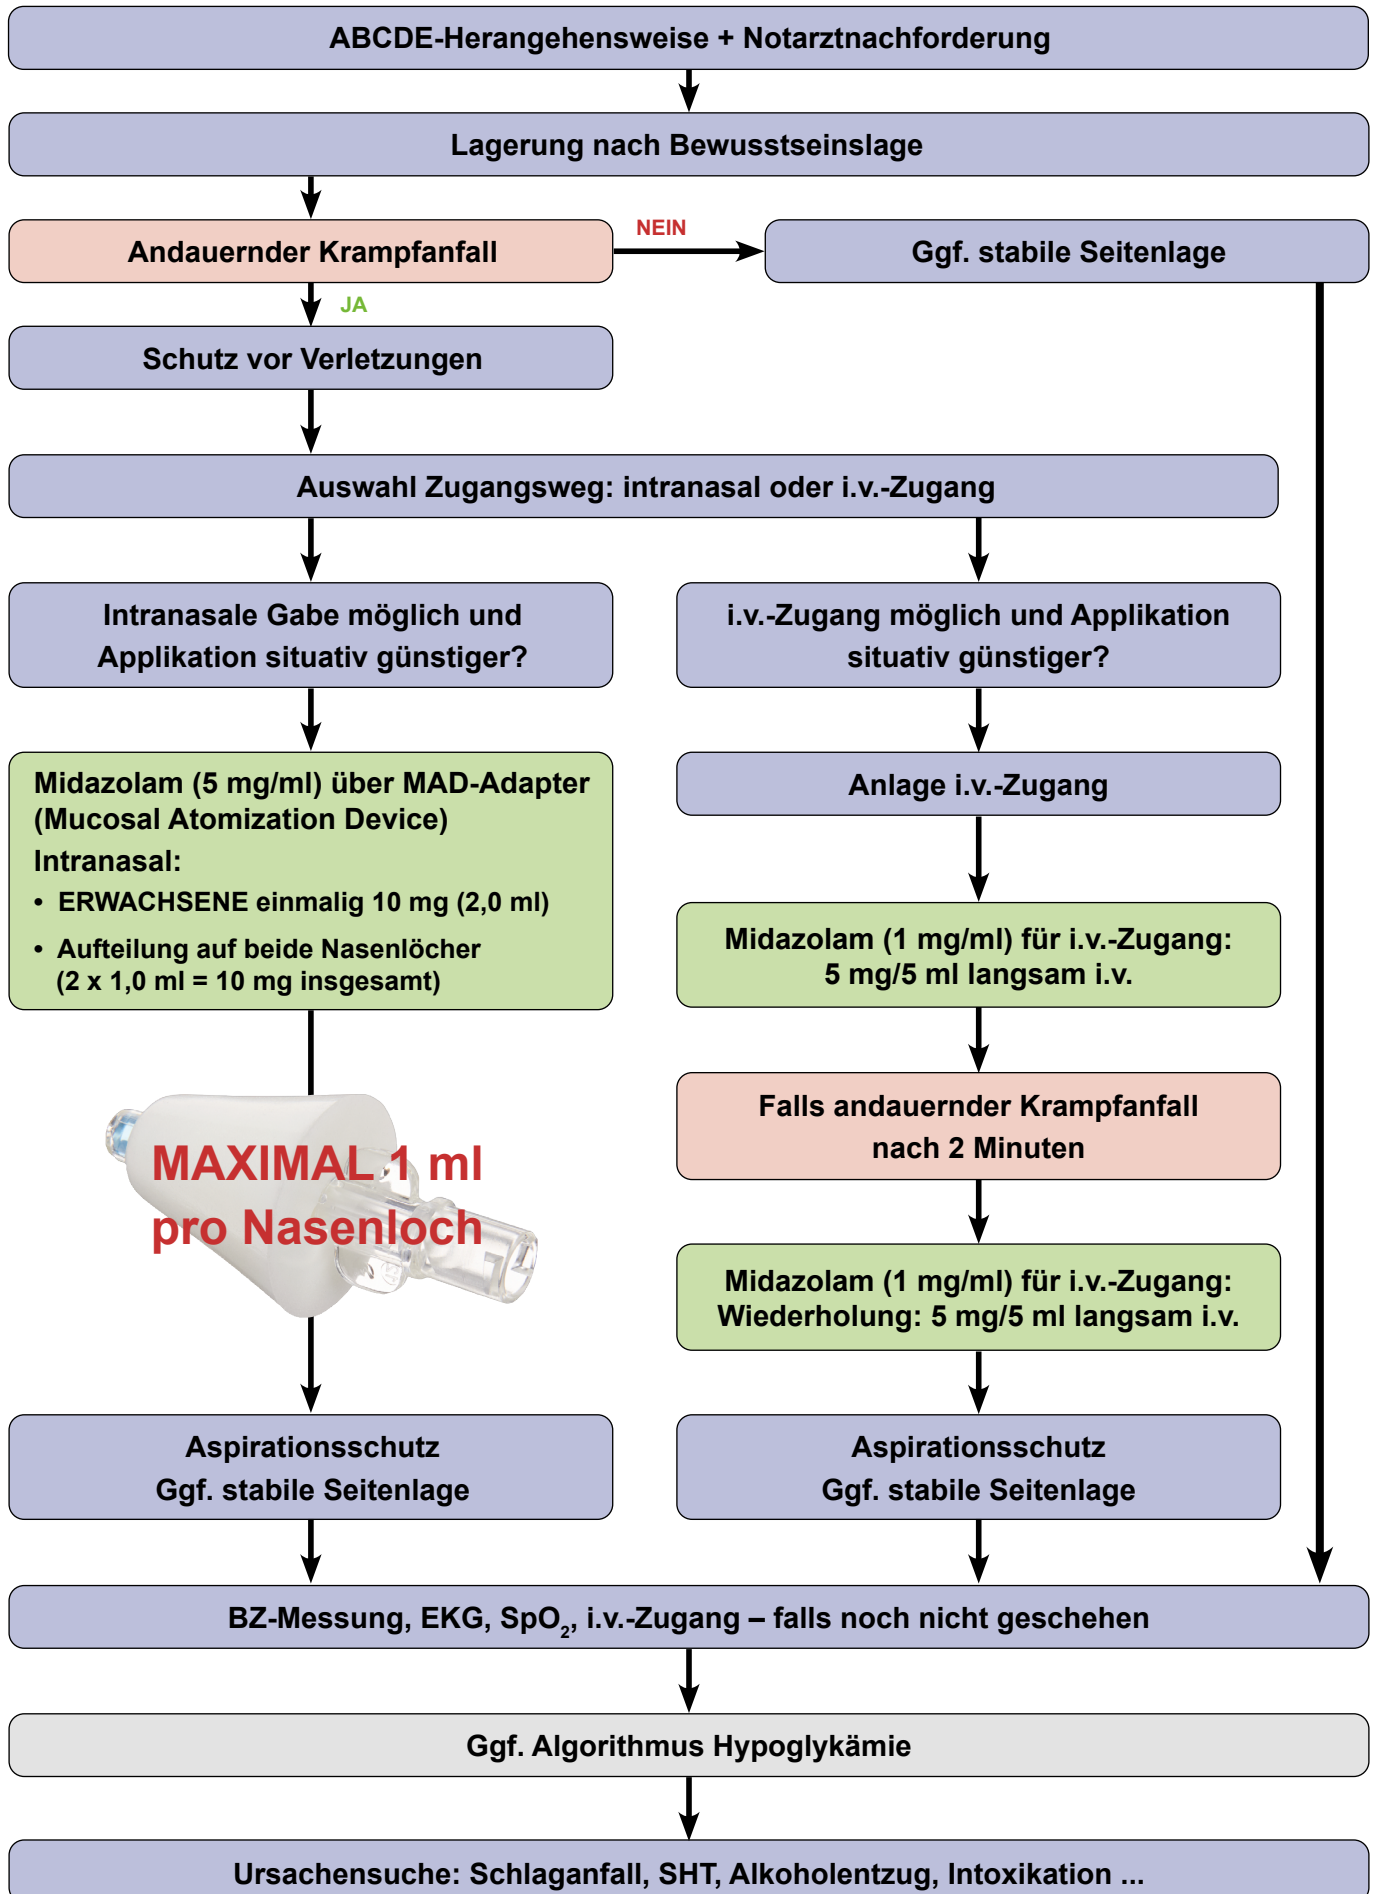 ABCDE-Herangehensweise + Notarztnachforderung
Lagerung nach Bewusstseinslage
Andauernder Krampfanfall
NEIN
Ggf. stabile Seitenlage
JA
Schutz vor Verletzungen
Auswahl Zugangsweg: intranasal oder i.v.-Zugang
Intranasale Gabe möglich und
Applikation situativ günstiger?
i.v.-Zugang möglich und Applikation
situativ günstiger?
Midazolam (5 mg/ml) über MAD-Adapter
(Mucosal Atomization Device)
Intranasal:
• ERWACHSENE einmalig 10 mg (2,0 ml)
• Aufteilung auf beide Nasenlöcher
(2 x 1,0 ml = 10 mg insgesamt)
Anlage i.v.-Zugang
Midazolam (1 mg/ml) für i.v.-Zugang:
5 mg/5 ml langsam i.v.
Falls andauernder Krampfanfall
nach 2 Minuten
MAXIMAL 1 ml
pro Nasenloch
Midazolam (1 mg/ml) für i.v.-Zugang:
Wiederholung: 5 mg/5 ml langsam i.v.
Aspirationsschutz
Ggf. stabile Seitenlage
Aspirationsschutz
Ggf. stabile Seitenlage
BZ-Messung, EKG, SpO₂, i.v.-Zugang – falls noch nicht geschehen
Ggf. Algorithmus Hypoglykämie
Ursachensuche: Schlaganfall, SHT, Alkoholentzug, Intoxikation ...